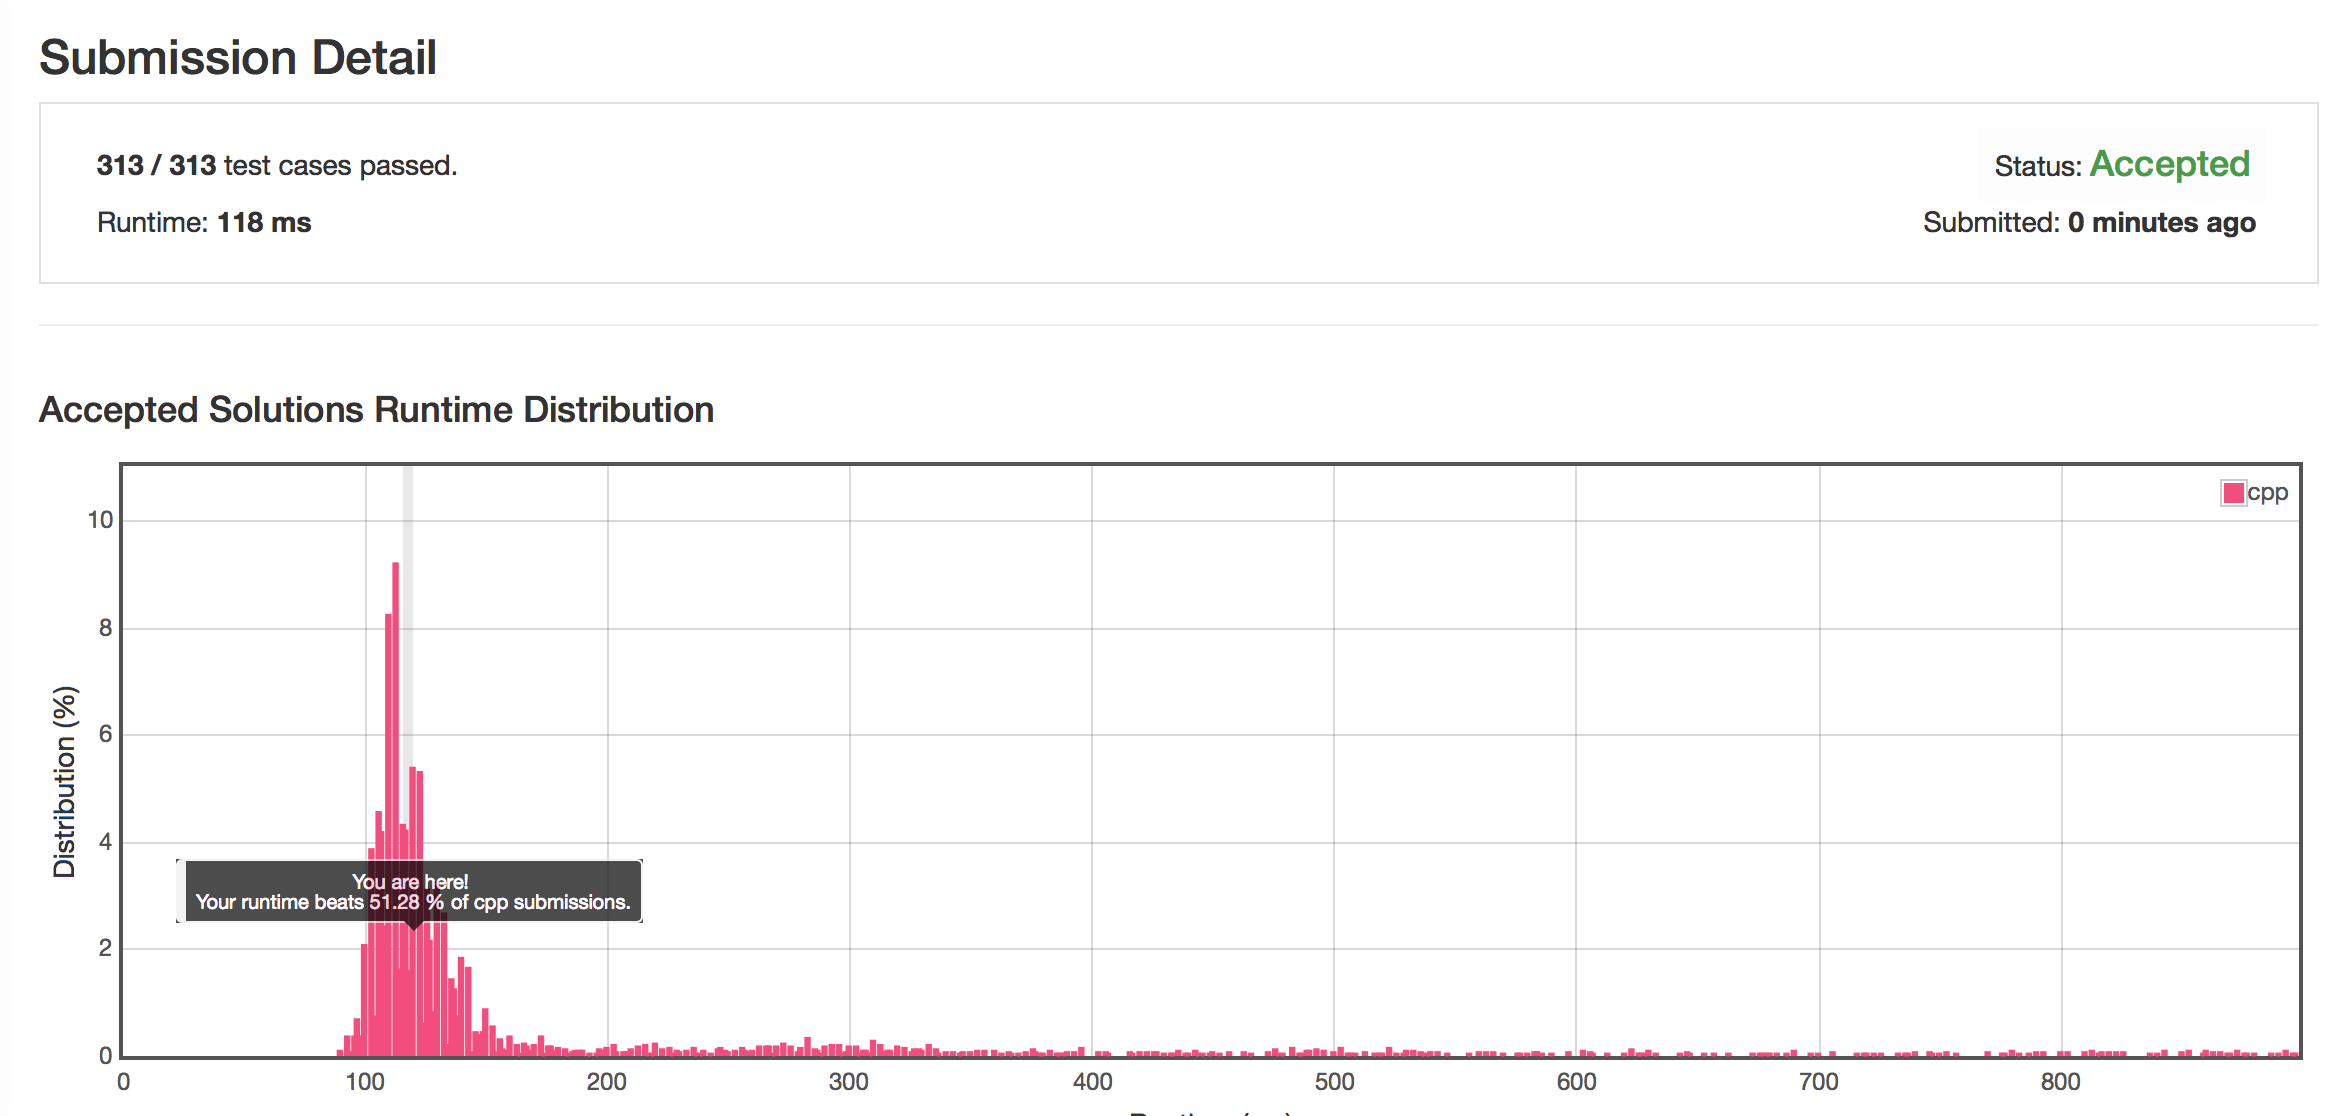 Submission Detail
313 / 313 test cases passed.
Status: Accepted
Runtime: 118 ms
Submitted: 0 minutes ago
Accepted Solutions Runtime Distribution
cpp
10
8
6
4
2
0
Distribution (%)
You are here!
Your runtime beats 51.28 % of cpp submissions.
0 100 200 300 400 500 600 700 800